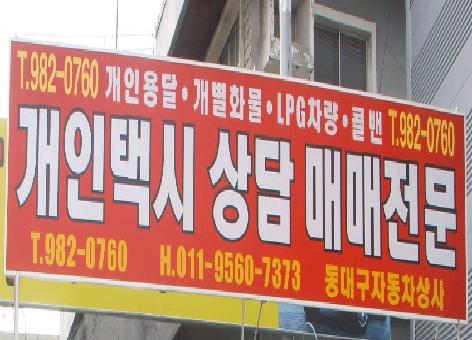 T.982-0760 개인용달·개별화물·LPG차량·콜밴 T.982-0760
개인택시 상담 매매전문
T.982-0760 H.011-9560-7373 동대구자동차상사